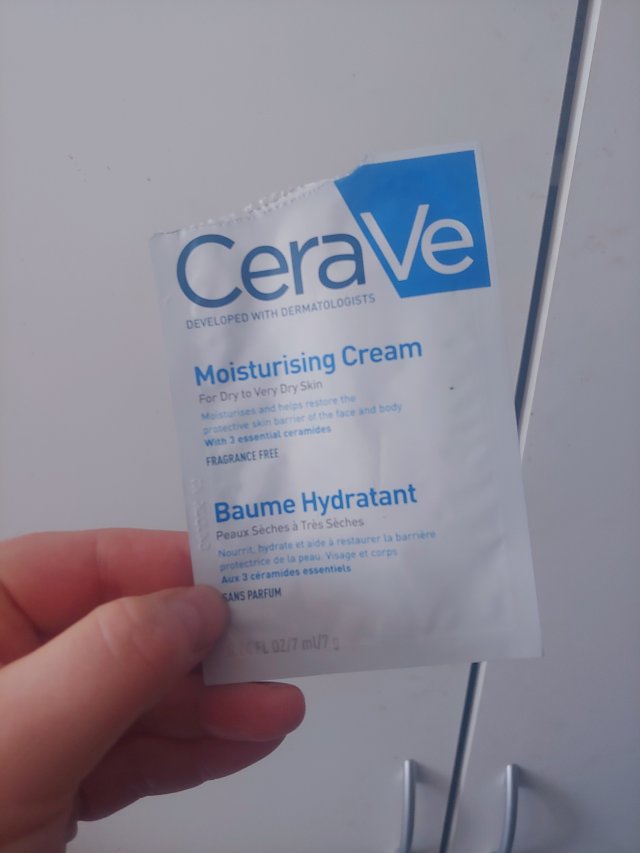 CeraVe
DEVELOPED WITH DERMATOLOGISTS
Moisturising Cream
For Dry to Very Dry Skin
Moisturises and helps restore the
protective skin barrier of the face and body
With 3 essential ceramides
FRAGRANCE FREE
Baume Hydratant
Peaux Sèches à Très Sèches
Nourrit, hydrate et aide à restaurer la barrière
protectrice de la peau. Visage et corps
Aux 3 céramides essentiels
SANS PARFUM
FL OZ/7 ml/7 g